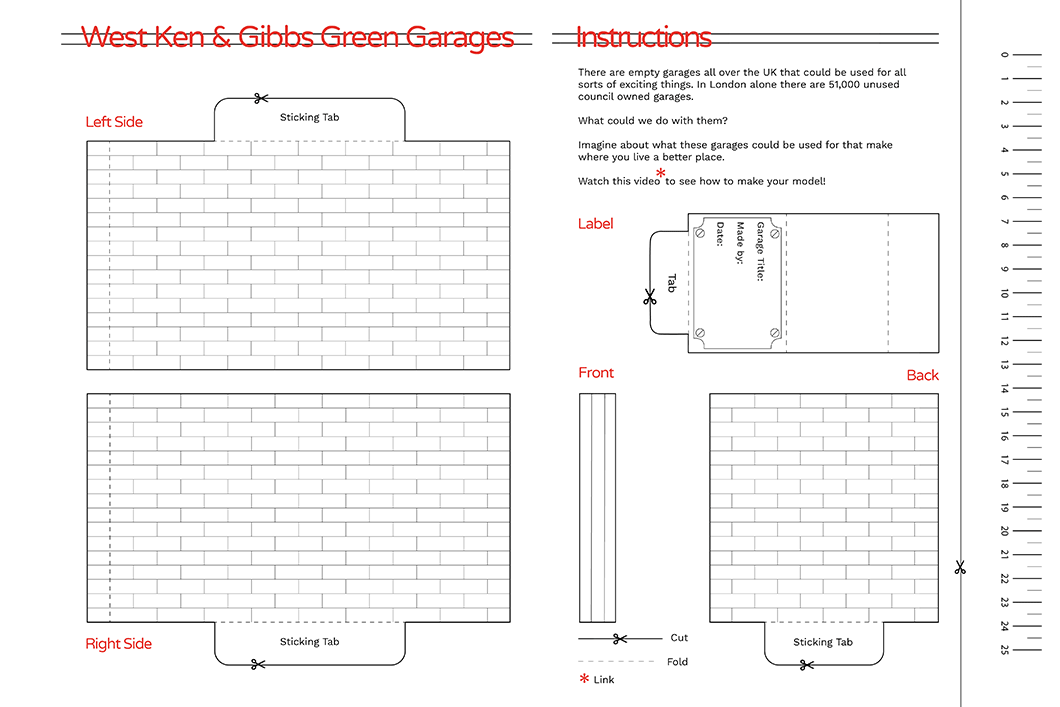 West Ken & Gibbs Green Garages
Left Side
Sticking Tab
Right Side
Sticking Tab
Instructions
There are empty garages all over the UK that could be used for all
sorts of exciting things. In London alone there are 51,000 unused
council owned garages.
What could we do with them?
Imagine about what these garages could be used for that make
where you live a better place.
Watch this video* to see how to make your model!
Label
Tab
Garage Title:
Made by:
Date:
Front
Back
Sticking Tab
Cut
Fold
* Link
0
1
2
3
4
5
6
7
8
9
10
11
12
13
14
15
16
17
18
19
20
21
22
23
24
25